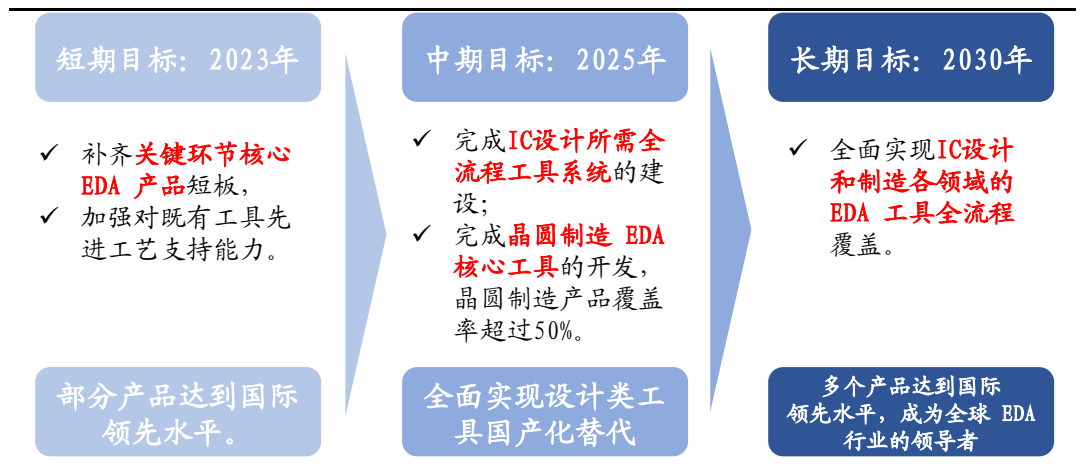 短期目标：2023年
补齐关键环节核心
EDA 产品短板，
加强对既有工具先
进工艺支持能力。
部分产品达到国际
领先水平。
中期目标：2025年
完成IC设计所需全
流程工具系统的建
设；
完成晶圆制造 EDA
核心工具的开发，
晶圆制造产品覆盖
率超过50%。
全面实现设计类工
具国产化替代
长期目标：2030年
全面实现IC设计
和制造各领域的
EDA 工具全流程
覆盖。
多个产品达到国际
领先水平，成为全球 EDA
行业的领导者